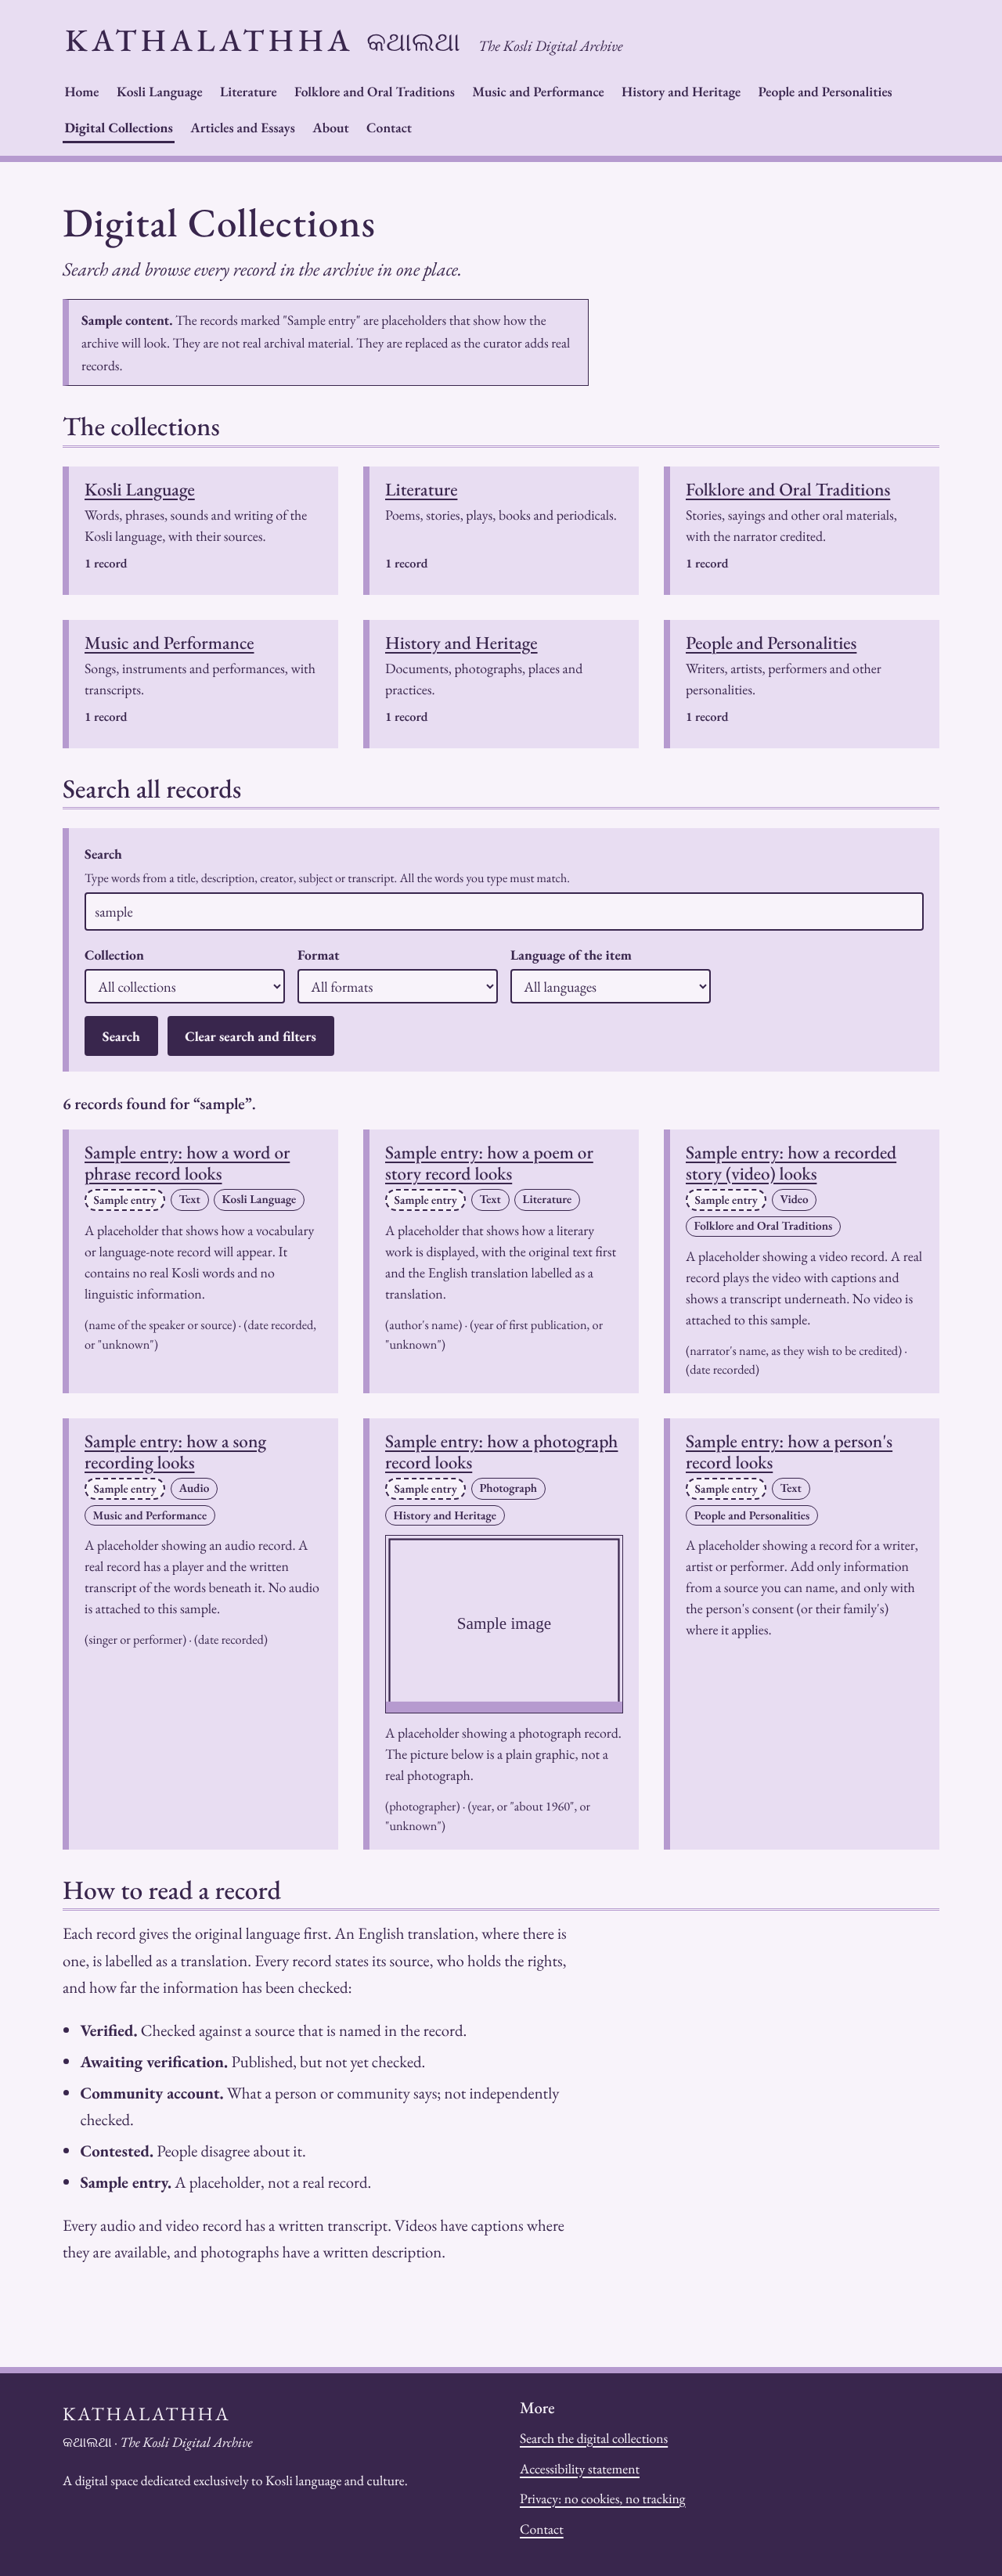 KATHALATHHA କଥାଲଥା The Kosli Digital Archive
Home Kosli Language Literature Folklore and Oral Traditions Music and Performance History and Heritage People and Personalities
Digital Collections Articles and Essays About Contact
Digital Collections
Search and browse every record in the archive in one place.
Sample content. The records marked "Sample entry" are placeholders that show how the
archive will look. They are not real archival material. They are replaced as the curator adds real
records.
The collections
Kosli Language
Words, phrases, sounds and writing of the
Kosli language, with their sources.
1 record
Literature
Poems, stories, plays, books and periodicals.
1 record
Folklore and Oral Traditions
Stories, sayings and other oral materials,
with the narrator credited.
1 record
Music and Performance
Songs, instruments and performances, with
transcripts.
1 record
History and Heritage
Documents, photographs, places and
practices.
1 record
People and Personalities
Writers, artists, performers and other
personalities.
1 record
Search all records
Search
Type words from a title, description, creator, subject or transcript. All the words you type must match.
sample
Collection Format Language of the item
All collections All formats All languages
Search Clear search and filters
6 records found for “sample”.
Sample entry: how a word or
phrase record looks
Sample entry Text Kosli Language
A placeholder that shows how a vocabulary
or language-note record will appear. It
contains no real Kosli words and no
linguistic information.
(name of the speaker or source) · (date recorded,
or "unknown")
Sample entry: how a poem or
story record looks
Sample entry Text Literature
A placeholder that shows how a literary
work is displayed, with the original text first
and the English translation labelled as a
translation.
(author's name) · (year of first publication, or
"unknown")
Sample entry: how a recorded
story (video) looks
Sample entry Video
Folklore and Oral Traditions
A placeholder showing a video record. A real
record plays the video with captions and
shows a transcript underneath. No video is
attached to this sample.
(narrator's name, as they wish to be credited) ·
(date recorded)
Sample entry: how a song
recording looks
Sample entry Audio
Music and Performance
A placeholder showing an audio record. A
real record has a player and the written
transcript of the words beneath it. No audio
is attached to this sample.
(singer or performer) · (date recorded)
Sample entry: how a photograph
record looks
Sample entry Photograph
History and Heritage
Sample image
A placeholder showing a photograph record.
The picture below is a plain graphic, not a
real photograph.
(photographer) · (year, or "about 1960", or
"unknown")
Sample entry: how a person's
record looks
Sample entry Text
People and Personalities
A placeholder showing a record for a writer,
artist or performer. Add only information
from a source you can name, and only with
the person's consent (or their family's)
where it applies.
How to read a record
Each record gives the original language first. An English translation, where there is
one, is labelled as a translation. Every record states its source, who holds the rights,
and how far the information has been checked:
• Verified. Checked against a source that is named in the record.
• Awaiting verification. Published, but not yet checked.
• Community account. What a person or community says; not independently
checked.
• Contested. People disagree about it.
• Sample entry. A placeholder, not a real record.
Every audio and video record has a written transcript. Videos have captions where
they are available, and photographs have a written description.
KATHALATHHA
କଥାଲଥା · The Kosli Digital Archive
A digital space dedicated exclusively to Kosli language and culture.
More
Search the digital collections
Accessibility statement
Privacy: no cookies, no tracking
Contact